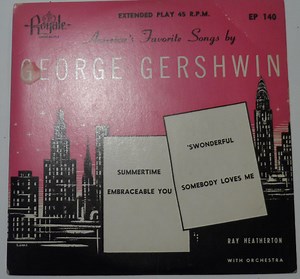 EXTENDED PLAY 45 R.P.M.
EP 140
Royale
America's Favorite Songs by
GEORGE GERSHWIN
'SWONDERFUL
SUMMERTIME
SOMEBODY LOVES ME
EMBRACEABLE YOU
RAY HEATHERTON
WITH ORCHESTRA